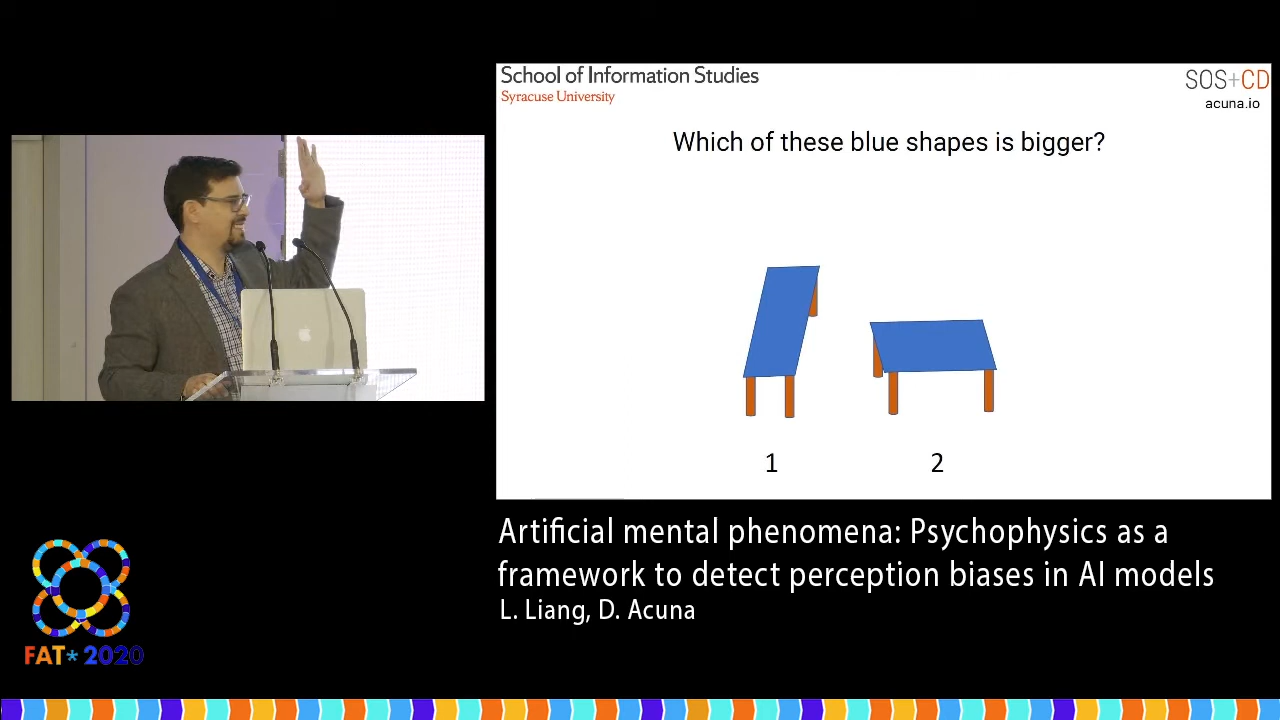 School of Information Studies
Syracuse University
SOS+CD
acuna.io
Which of these blue shapes is bigger?
1
2
Artificial mental phenomena: Psychophysics as a
framework to detect perception biases in AI models
L. Liang, D. Acuna
FAT* 2020